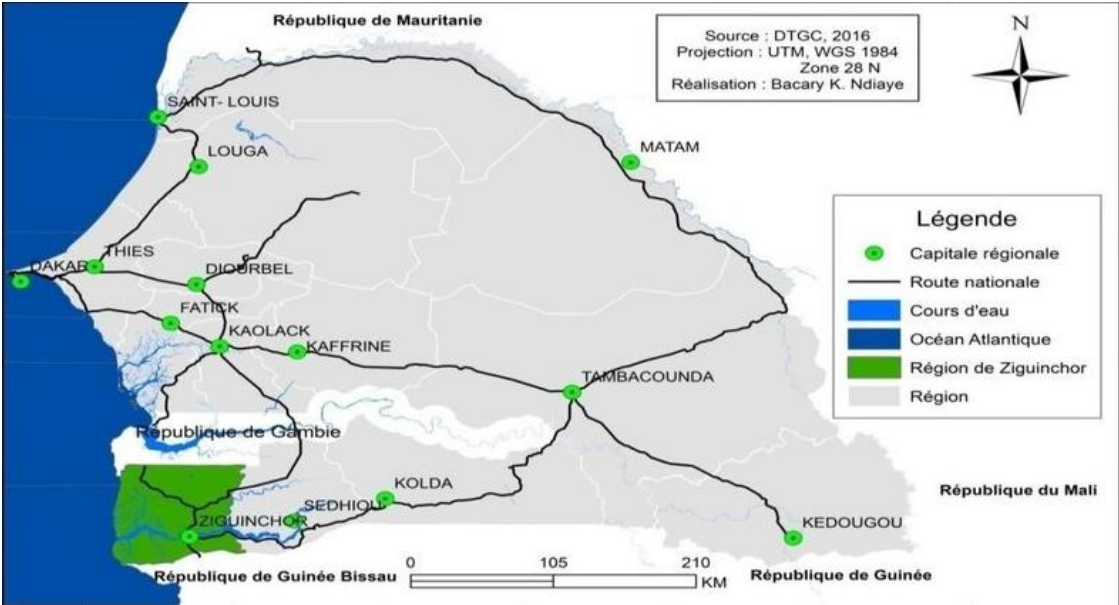 République de Mauritanie
Source : DTGC, 2016
Projection : UTM, WGS 1984
Zone 28 N
Réalisation : Bacary K. Ndiaye
N
SAINT- LOUIS
LOUGA
MATAM
Légende
Capitale régionale
Route nationale
Cours d'eau
Océan Atlantique
Région de Ziguinchor
Région
DAKAR
THIES
DIOURBEL
FATICK
KAOLACK
KAFFRINE
TAMBACOUNDA
République de Gambie
KOLDA
SEDHIOU
ZIGUINCHOR
KEDOUGOU
République du Mali
République de Guinée Bissau
République de Guinée
0 105 210
KM